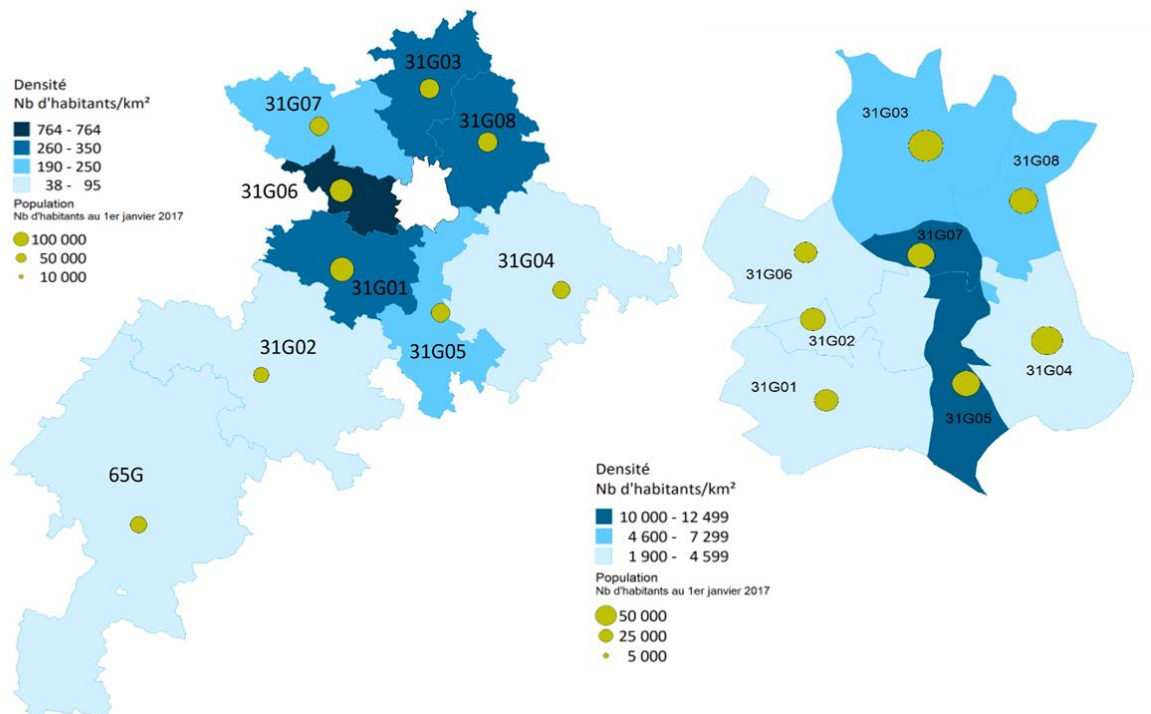 Densité
Nb d'habitants/km²
764 - 764
260 - 350
190 - 250
38 - 95
Population
Nb d'habitants au 1er janvier 2017
100 000
50 000
10 000
31G03
31G07
31G08
31G06
31G04
31G01
31G02
31G05
65G
31G03
31G08
31G07
31G06
31G02
31G04
31G01
31G05
Densité
Nb d'habitants/km²
10 000 - 12 499
4 600 - 7 299
1 900 - 4 599
Population
Nb d'habitants au 1er janvier 2017
50 000
25 000
5 000